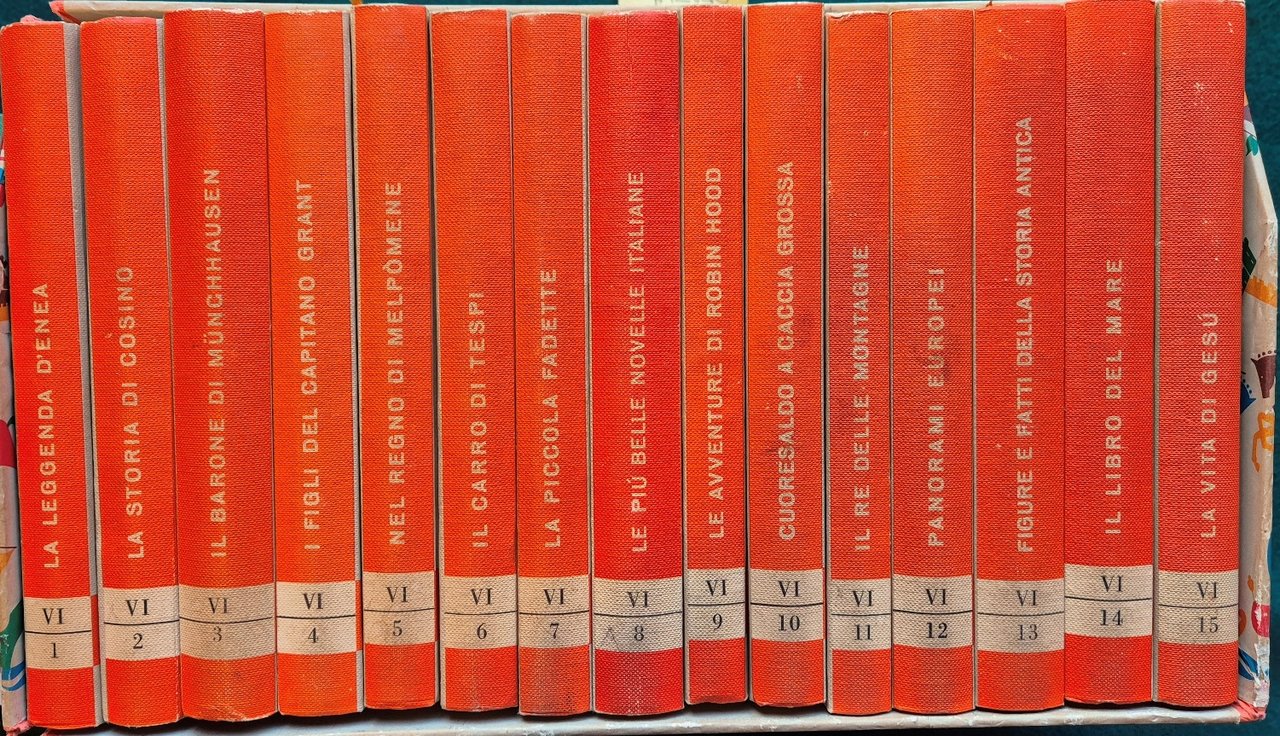 LA LEGGENDA D'ENEA
VI
1
LA STORIA DI COSINO
VI
2
IL BARONE DI MÜNCHHAUSEN
VI
3
I FIGLI DEL CAPITANO GRANT
VI
4
NEL REGNO DI MELPÒMENE
VI
5
IL CARRO DI TESPI
VI
6
LA PICCOLA FADETTE
VI
7
LE PIÚ BELLE NOVELLE ITALIANE
VI
8
LE AVVENTURE DI ROBIN HOOD
VI
9
CUORESALDO A CACCIA GROSSA
VI
10
IL RE DELLE MONTAGNE
VI
11
PANORAMI EUROPEI
VI
12
FIGURE E FATTI DELLA STORIA ANTICA
VI
13
IL LIBRO DEL MARE
VI
14
LA VITA DI GESÚ
VI
15